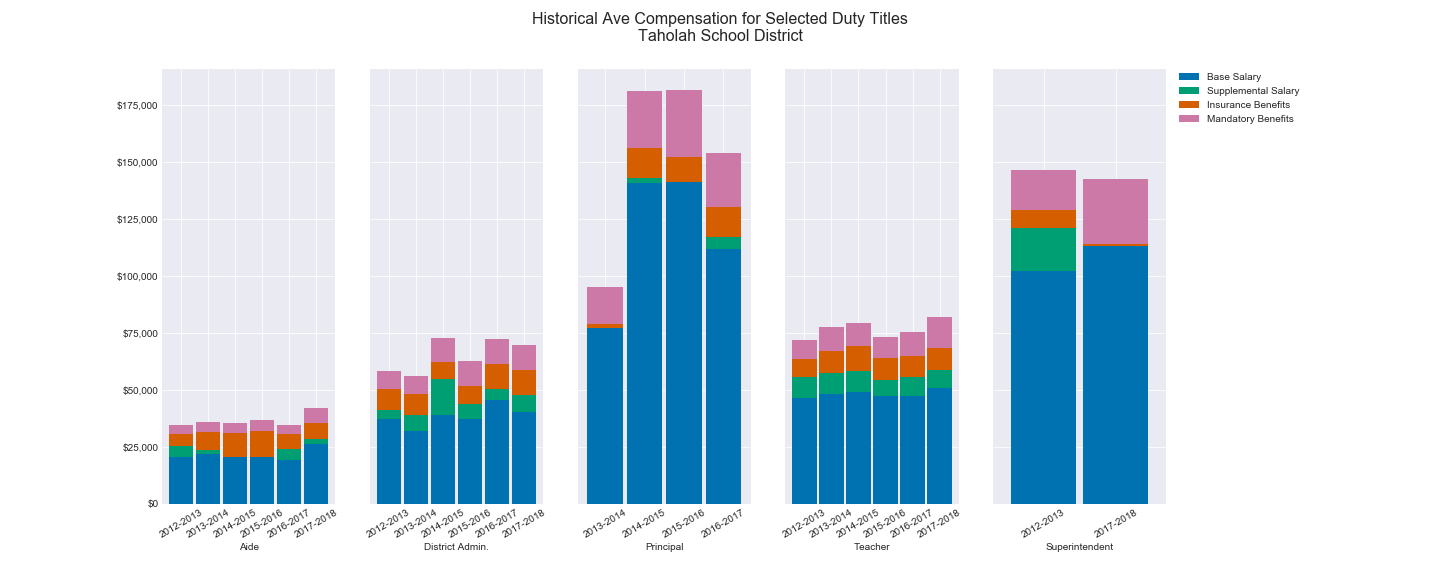 Historical Ave Compensation for Selected Duty Titles
Taholah School District
Base Salary
Supplemental Salary
Insurance Benefits
Mandatory Benefits
$175,000
$150,000
$125,000
$100,000
$75,000
$50,000
$25,000
$0
2012-2013 2013-2014 2014-2015 2015-2016 2016-2017 2017-2018
Aide
2012-2013 2013-2014 2014-2015 2015-2016 2016-2017 2017-2018
District Admin.
2013-2014 2014-2015 2015-2016 2016-2017
Principal
2012-2013 2013-2014 2014-2015 2015-2016 2016-2017 2017-2018
Teacher
2012-2013 2017-2018
Superintendent